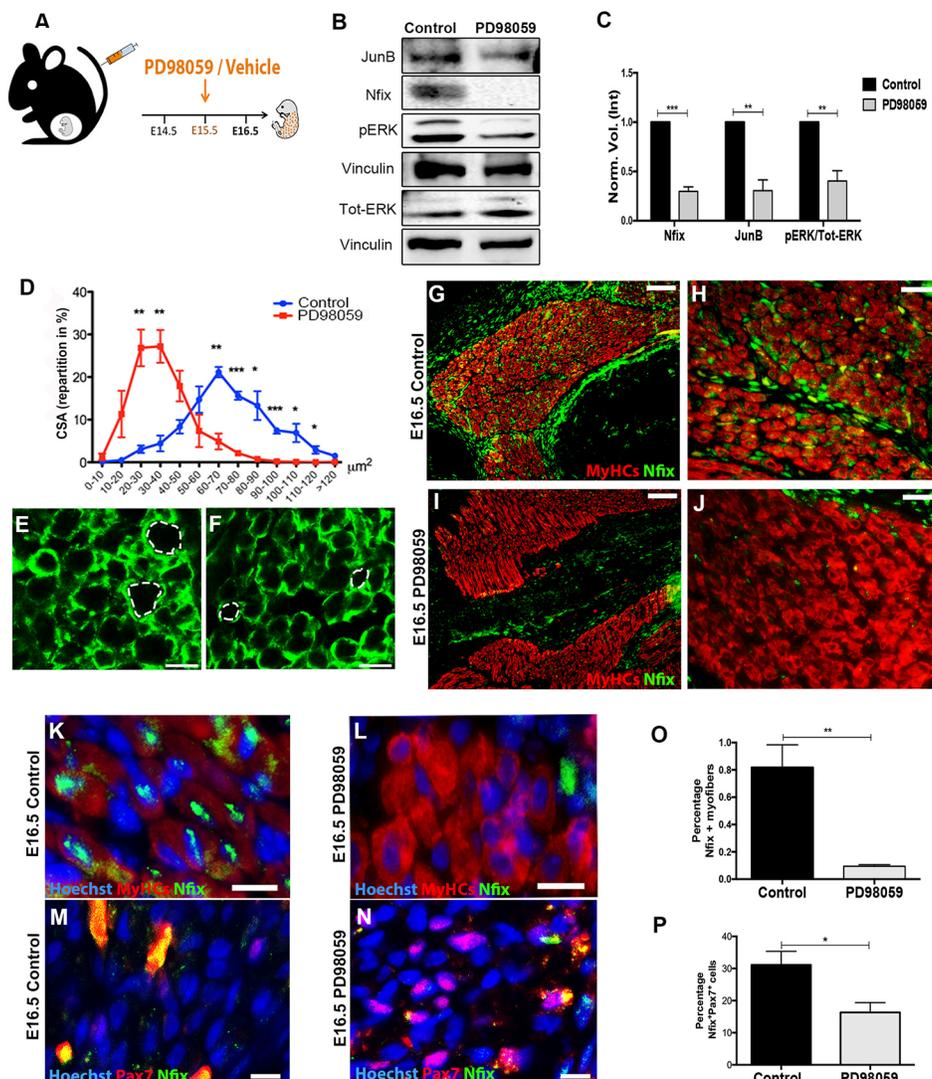 A
PD98059 / Vehicle
E14.5 E15.5 E16.5
B
Control PD98059
JunB
Nfix
pERK
Vinculin
Tot-ERK
Vinculin
C
Norm. Vol. (Int)
1.5
1.0
0.5
0.0
*** ** **
Nfix JunB pERK/Tot-ERK
Control
PD98059
D
CSA (repartition in %)
40
30
20
10
0
** ** ** *** * *** * *
Control
PD98059
0-10 10-20 20-30 30-40 40-50 50-60 60-70 70-80 80-90 90-100 100-110 110-120 >120
μm2
E
F
G
H
E16.5 Control
MyHCs Nfix
I
J
E16.5 PD98059
MyHCs Nfix
K
E16.5 Control
Hoechst MyHCs Nfix
L
E16.5 PD98059
Hoechst MyHCs Nfix
M
E16.5 Control
Hoechst Pax7 Nfix
N
E16.5 PD98059
Hoechst Pax7 Nfix
O
Percentage
Nfix + myofibers
1.0
0.8
0.6
0.4
0.2
0.0
**
Control PD98059
P
Percentage
Nfix+Pax7+ cells
40
30
20
10
0
*
Control PD98059